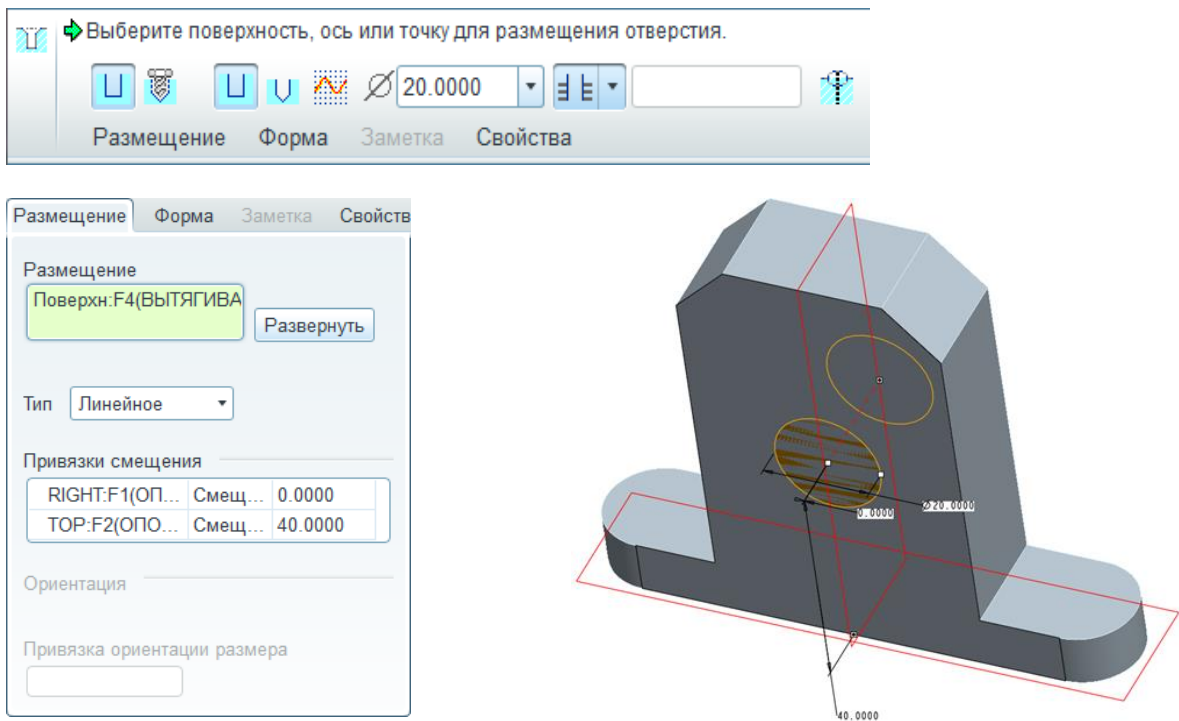 Выберите поверхность, ось или точку для размещения отверстия.
20.0000
Размещение Форма Заметка Свойства
Размещение Форма Заметка Свойств
Размещение
Поверхн:F4(ВЫТЯГИВА
Развернуть
Тип Линейное
Привязки смещения
RIGHT:F1(ОП... Смещ... 0.0000
TOP:F2(ОПО... Смещ... 40.0000
Ориентация
Привязка ориентации размера
0.0000
Ø20.0000
40.0000